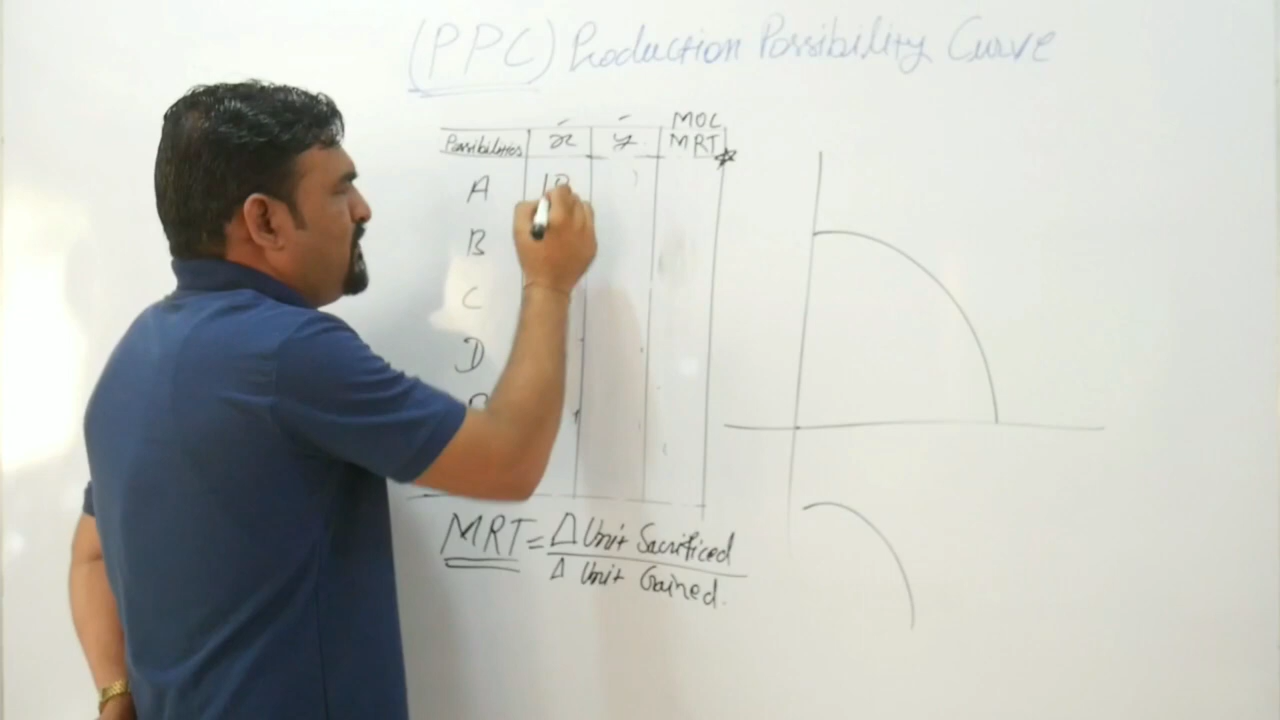 (PPC) Production Possibility Curve
MOC
Possibilities x y MRT
A
B
C
D
MRT = Δ Unit Sacrificed
Δ Unit Gained.